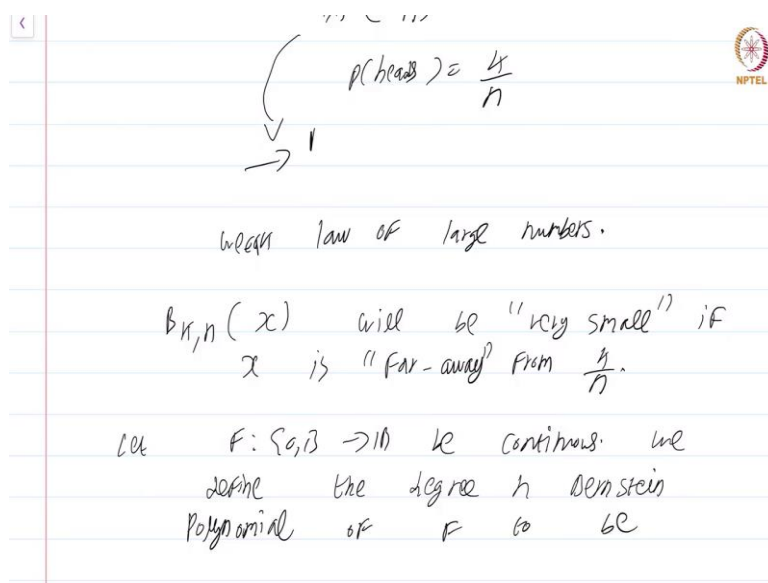 NPTEL
P(heads) = k/n
→
weak law of large numbers.
B_{k,n}(x) will be "very small" if
x is "far-away" from k/n.
Let F: [0,1] → ℝ be continuous. we
define the degree n Bernstein
Polynomial of F to be